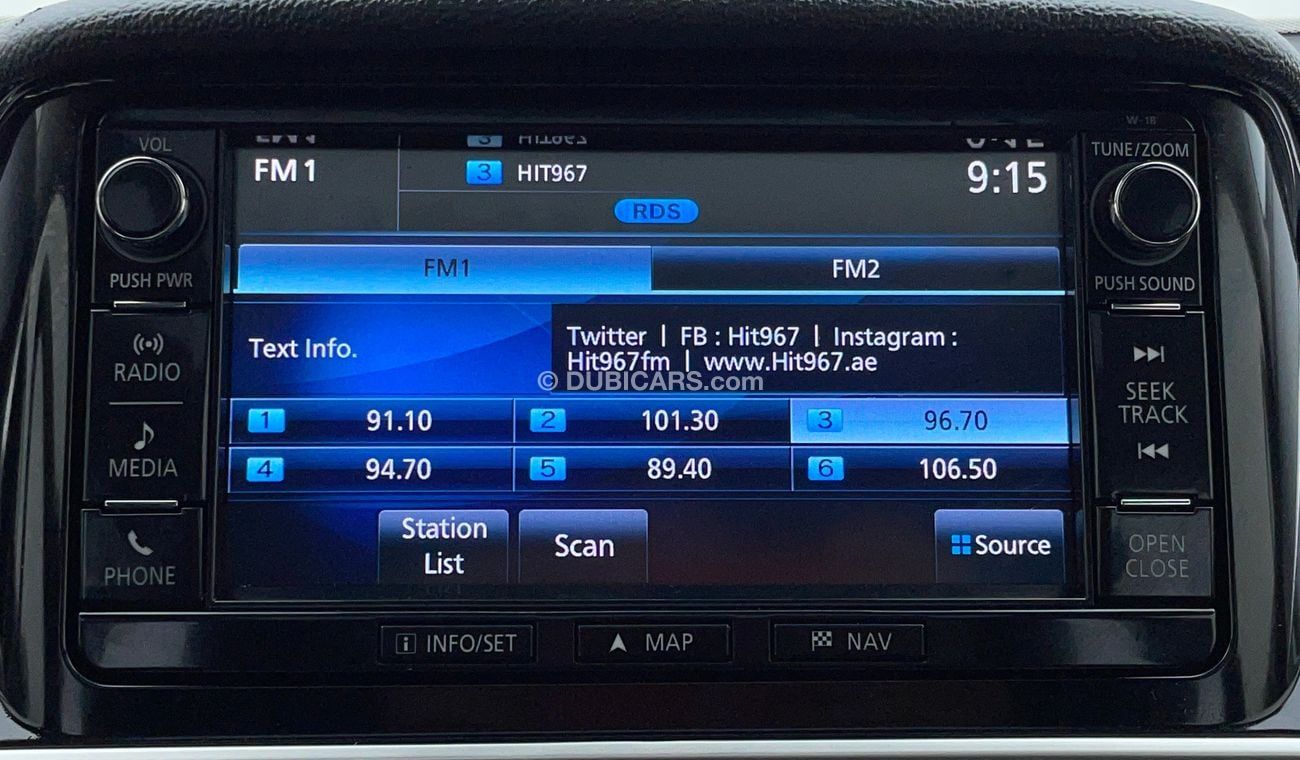 W-18
VOL
TUNE/ZOOM
FM1
3 HIT967
9:15
RDS
PUSH PWR
PUSH SOUND
FM1
FM2
Text Info.
Twitter | FB : Hit967 | Instagram :
Hit967fm | www.Hit967.ae
© DUBICARS.com
RADIO
SEEK
TRACK
1 91.10
2 101.30
3 96.70
MEDIA
4 94.70
5 89.40
6 106.50
Station
List
Scan
Source
PHONE
OPEN
CLOSE
i INFO/SET
MAP
NAV